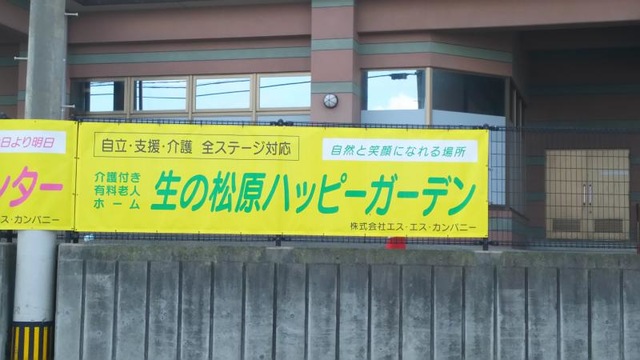 日より明日
ンター
ス・カンパニー
自立・支援・介護 全ステージ対応
自然と笑顔になれる場所
介護付き
有料老人
ホーム
生の松原ハッピーガーデン
株式会社エス・エス・カンパニー